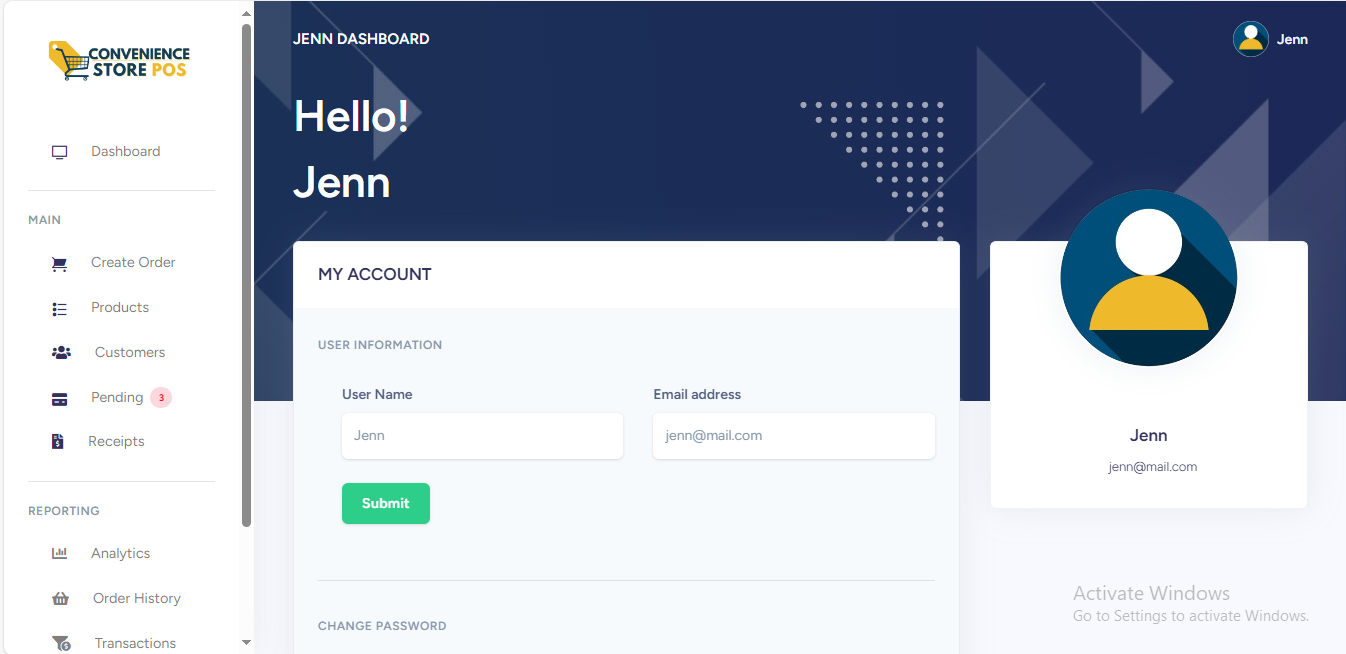 CONVENIENCE
STORE POS
Dashboard
MAIN
Create Order
Products
Customers
Pending 3
Receipts
REPORTING
Analytics
Order History
Transactions
JENN DASHBOARD
Jenn
Hello!
Jenn
MY ACCOUNT
USER INFORMATION
User Name
Email address
Jenn
jenn@mail.com
Submit
CHANGE PASSWORD
Jenn
jenn@mail.com
Activate Windows
Go to Settings to activate Windows.